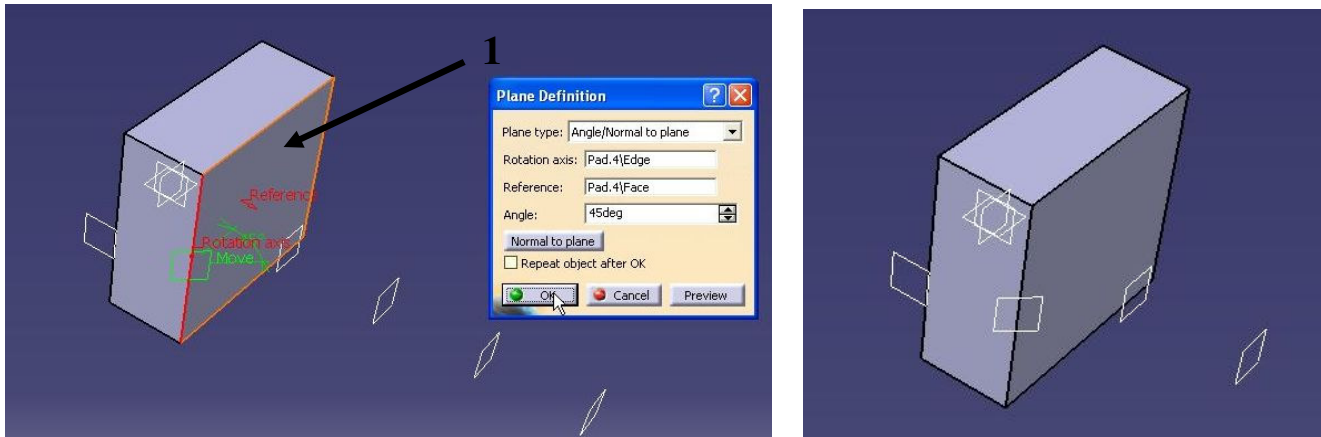 1
Plane Definition
Plane type: Angle/Normal to plane
Rotation axis: Pad.4\Edge
Reference: Pad.4\Face
Angle: 45deg
Normal to plane
Repeat object after OK
OK Cancel Preview
Reference
Rotation axis
Move